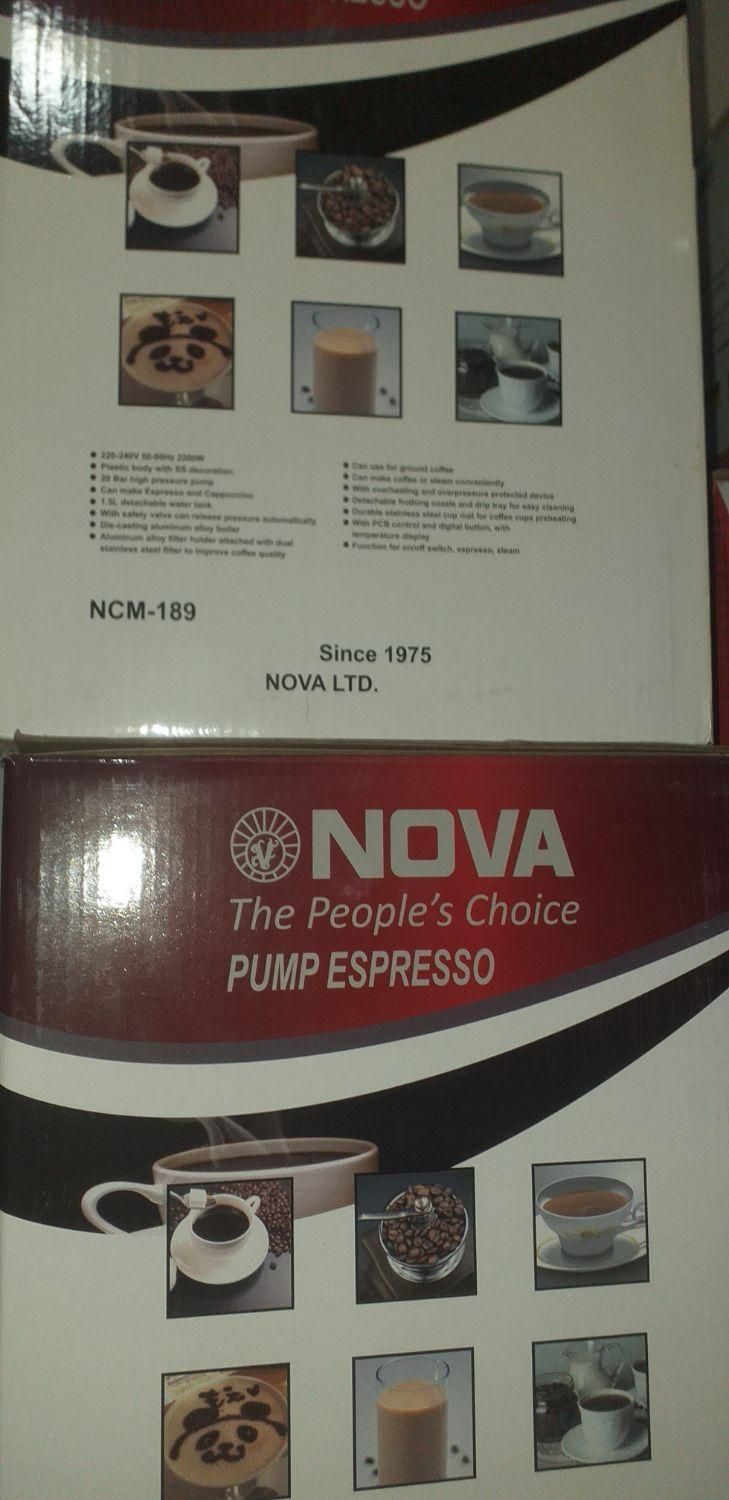 220-240V 50-60Hz 2200W
Plastic body with SS decoration
20 Bar high pressure pump
Can make Espresso and Cappuccino
1.5L detachable water tank
With safety valve can release pressure automatically
Die-casting aluminum alloy boiler
Aluminum alloy filter holder attached with dual
stainless steel filter to improve coffee quality
Can use for ground coffee
Can make coffee or steam conveniently
With overheating and overpressure protected device
Detachable frothing nozzle and drip tray for easy cleaning
Durable stainless steel cup mat for coffee cups preheating
With PCB control and digital button, with
temperature display
Function for on/off switch, espresso, steam
NCM-189
Since 1975
NOVA LTD.
NOVA
The People's Choice
PUMP ESPRESSO